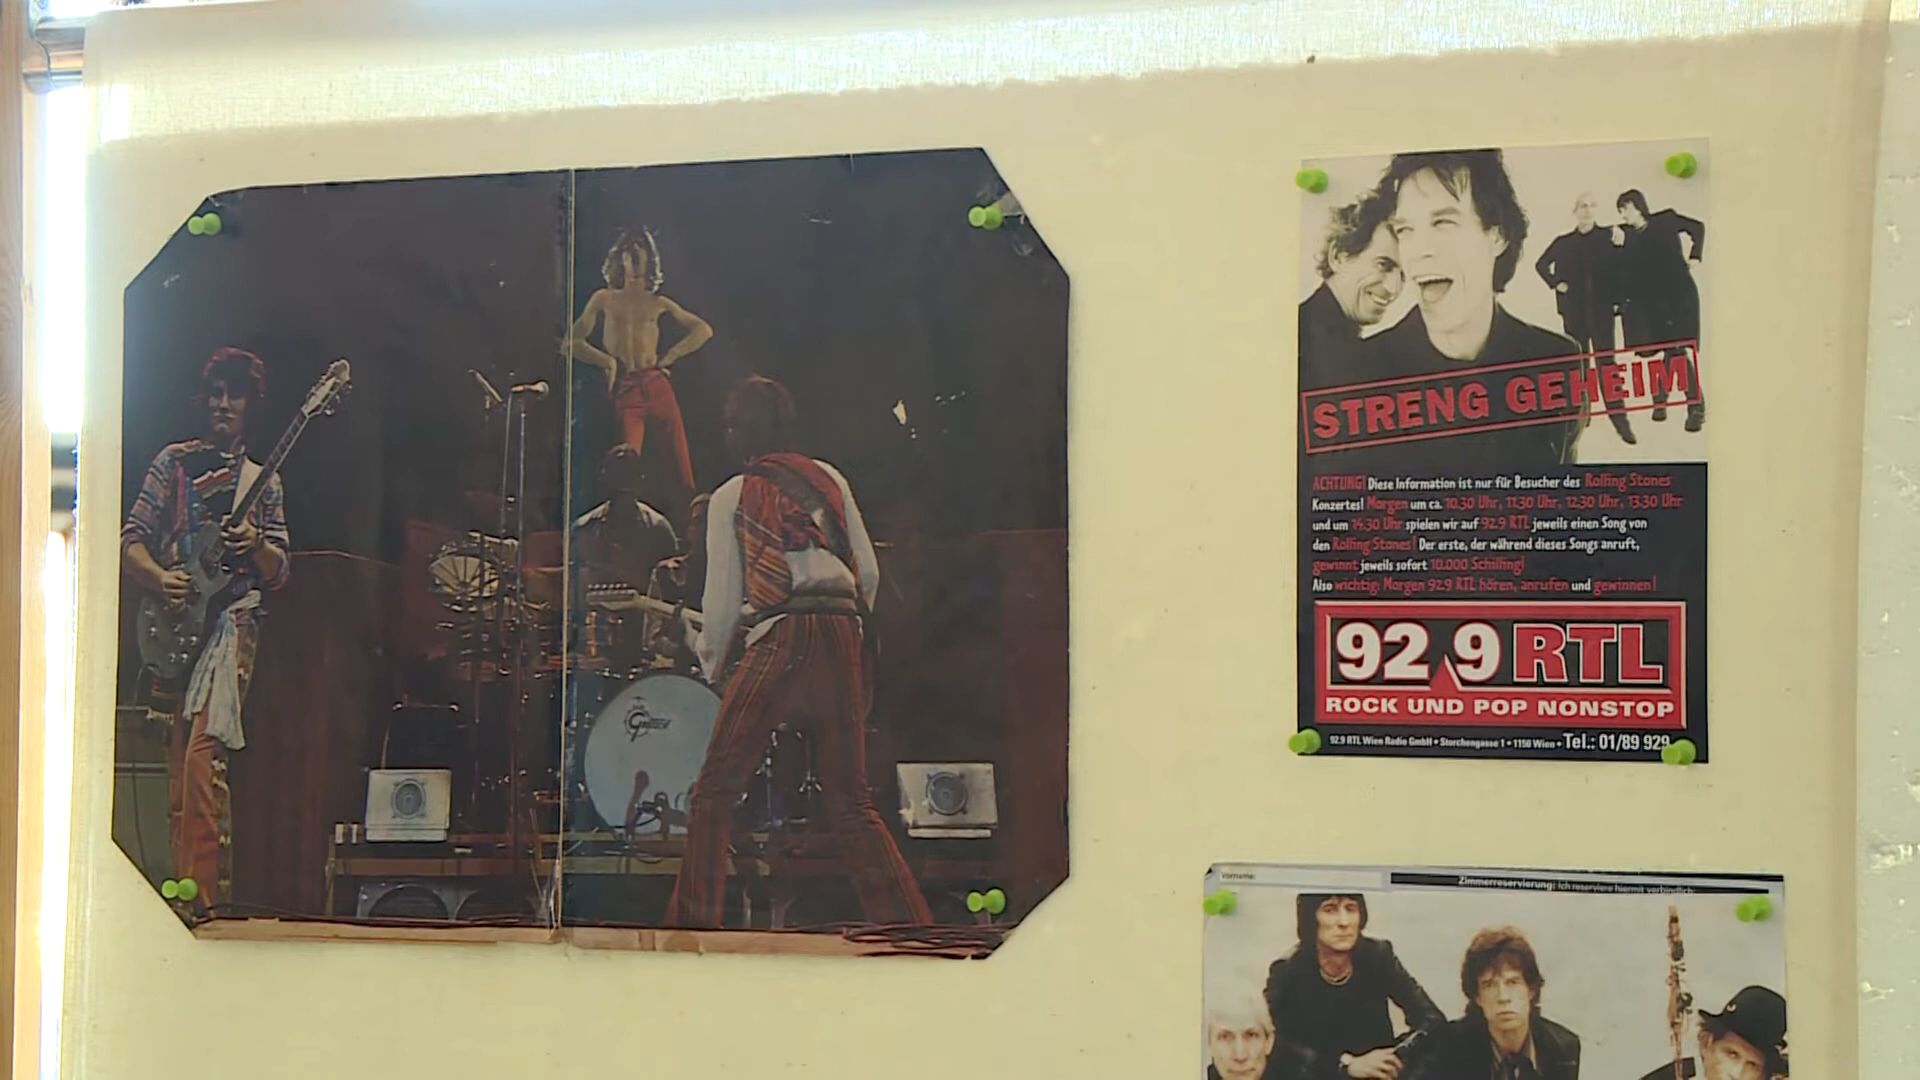 Gretsch
STRENG GEHEIM
ACHTUNG! Diese Information ist nur für Besucher des Rolling Stones
Konzertes! Morgen um ca. 10.30 Uhr, 11.30 Uhr, 12.30 Uhr, 13.30 Uhr
und um 14.30 Uhr spielen wir auf 92.9 RTL jeweils einen Song von
den Rolling Stones! Der erste, der während dieses Songs anruft,
gewinnt jeweils sofort 10.000 Schilling!
Also wichtig: Morgen 92.9 RTL hören, anrufen und gewinnen!
92,9 RTL
ROCK UND POP NONSTOP
92.9 RTL Wien Radio GmbH • Storchengasse 1 • 1150 Wien • Tel.: 01/89 929
Vorname:
Zimmerreservierung: Ich reserviere hiermit verbindlich: